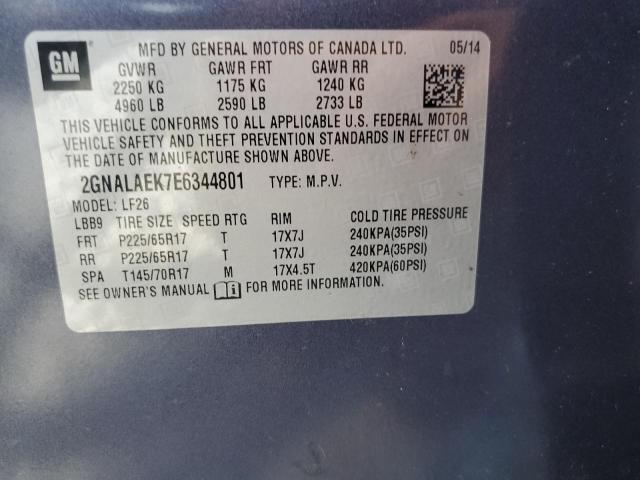 GM
MFD BY GENERAL MOTORS OF CANADA LTD. 05/14
GVWR GAWR FRT GAWR RR
2250 KG 1175 KG 1240 KG
4960 LB 2590 LB 2733 LB
THIS VEHICLE CONFORMS TO ALL APPLICABLE U.S. FEDERAL MOTOR
VEHICLE SAFETY AND THEFT PREVENTION STANDARDS IN EFFECT ON
THE DATE OF MANUFACTURE SHOWN ABOVE.
2GNALAEK7E6344801 TYPE: M.P.V.
MODEL: LF26
LBB9 TIRE SIZE SPEED RTG RIM COLD TIRE PRESSURE
FRT P225/65R17 T 17X7J 240KPA(35PSI)
RR P225/65R17 T 17X7J 240KPA(35PSI)
SPA T145/70R17 M 17X4.5T 420KPA(60PSI)
SEE OWNER'S MANUAL FOR MORE INFORMATION.